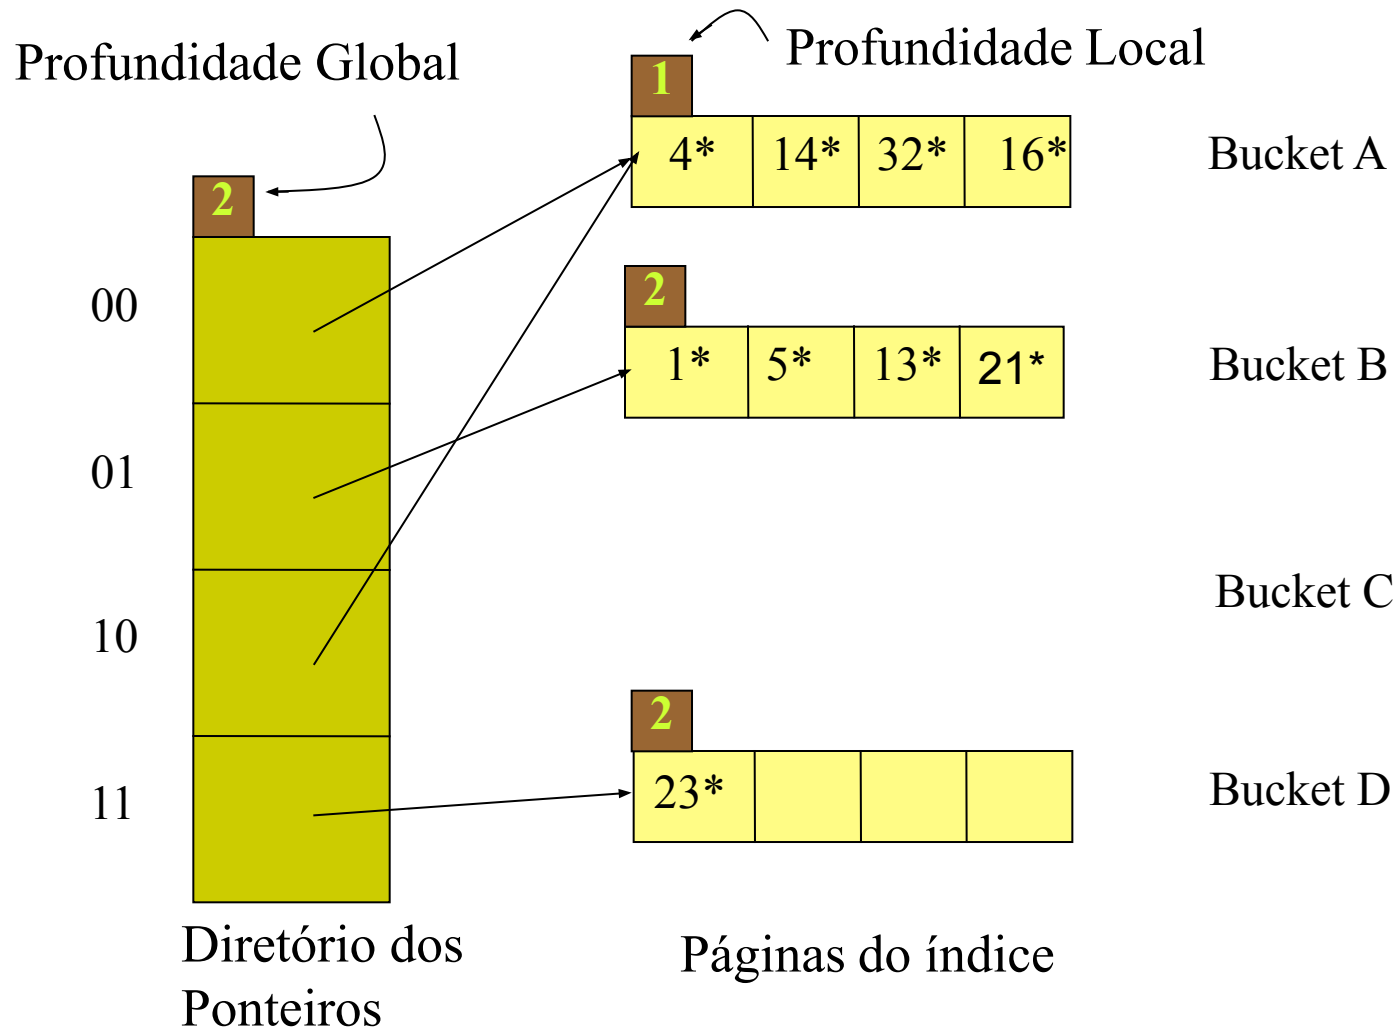 Profundidade Global
Profundidade Local
1
4* 14* 32* 16*
Bucket A
2
00
01
10
11
2
1* 5* 13* 21*
Bucket B
Bucket C
2
23*
Bucket D
Diretório dos
Ponteiros
Páginas do índice